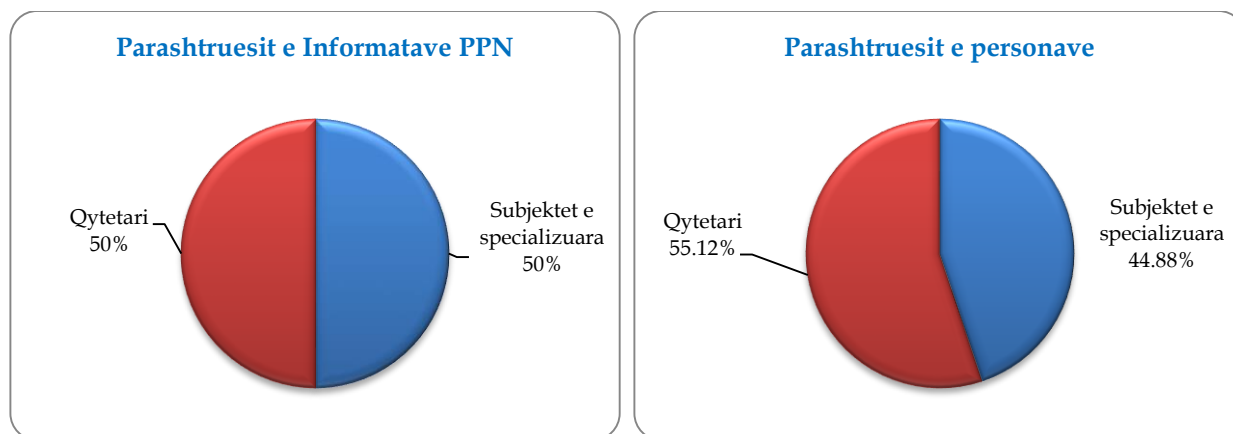 Parashtruesit e Informatave PPN
Qytetari
50%
Subjektet e
specializuara
50%
Parashtruesit e personave
Qytetari
55.12%
Subjektet e
specializuara
44.88%